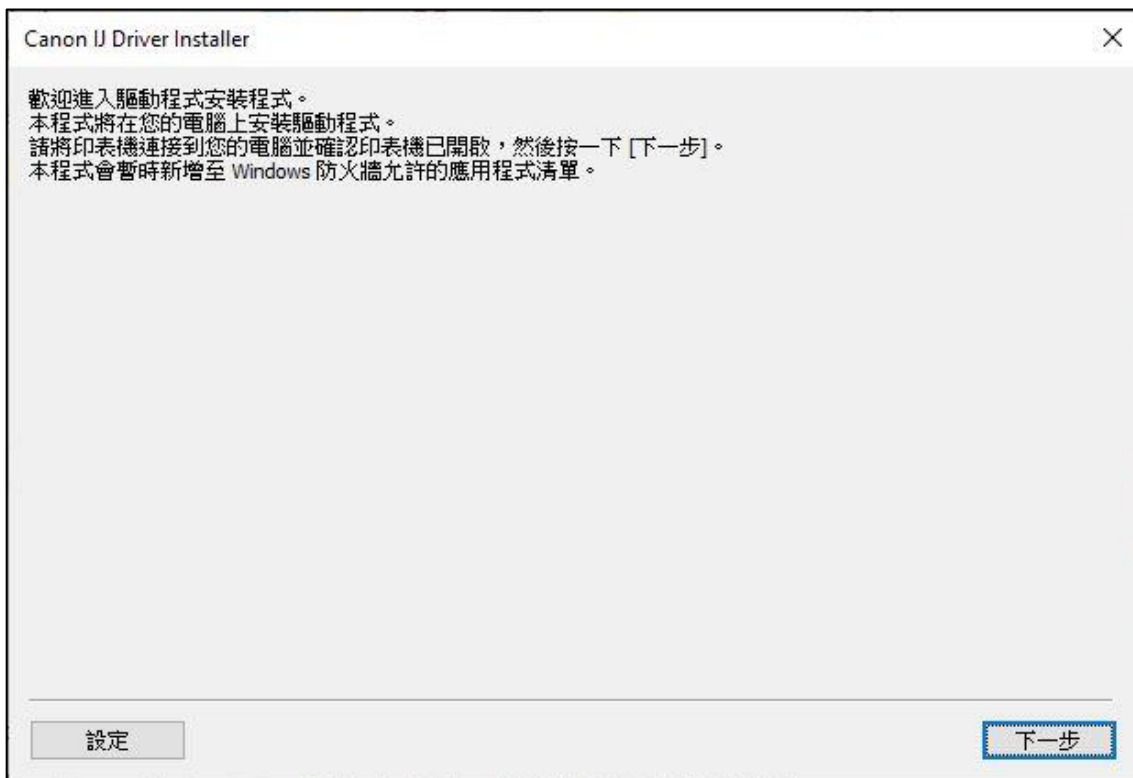 Canon IJ Driver Installer
歡迎進入驅動程式安裝程式。
本程式將在您的電腦上安裝驅動程式。
請將印表機連接到您的電腦並確認印表機已開啟，然後按一下 [下一步]。
本程式會暫時新增至 Windows 防火牆允許的應用程式清單。
設定
下一步